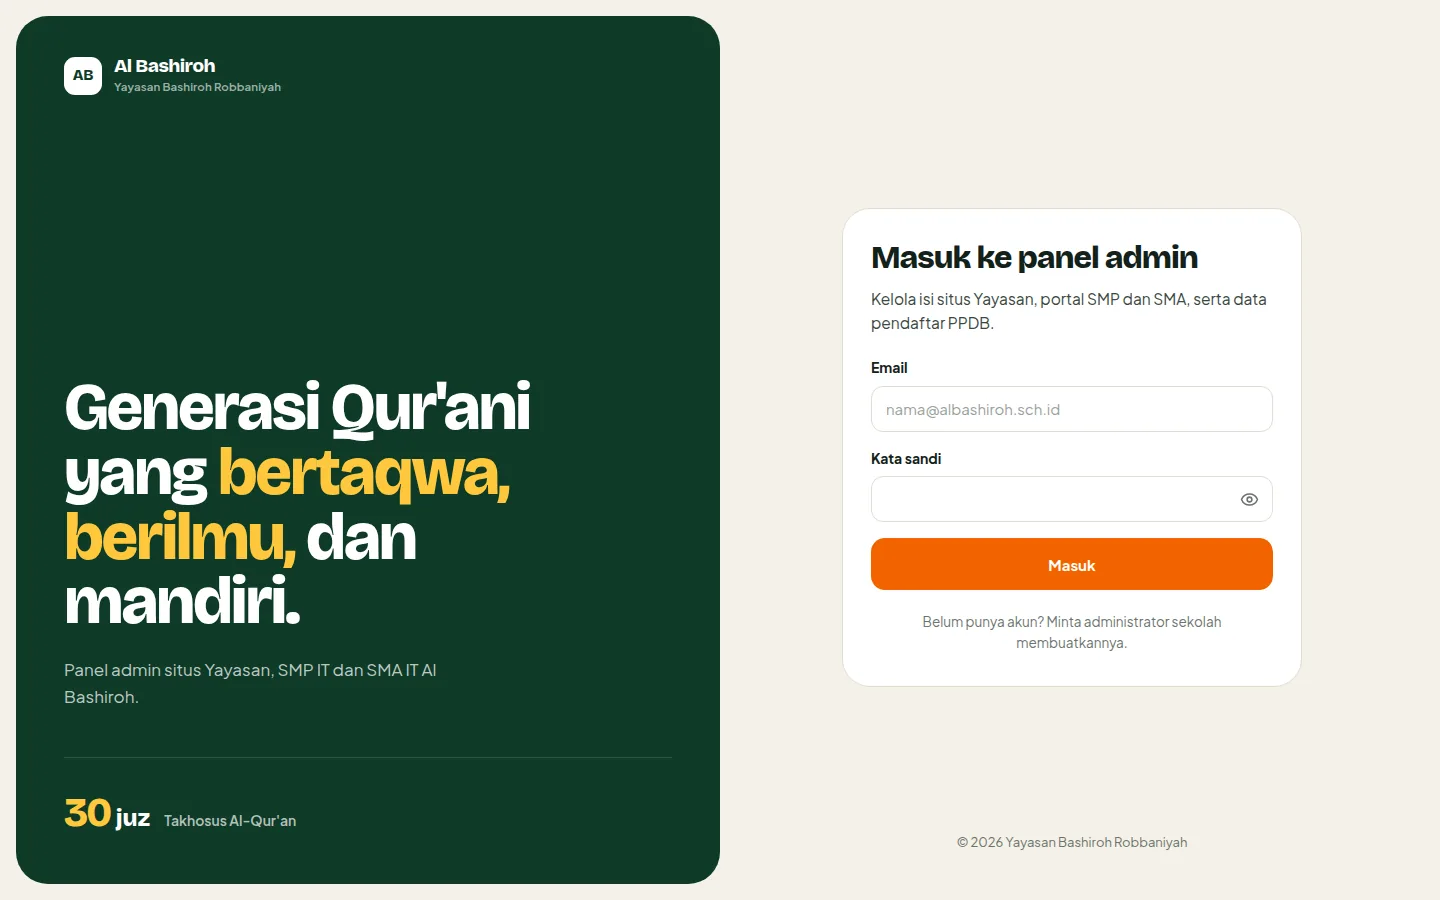 AB
Al Bashiroh
Yayasan Bashiroh Robbaniyah
Generasi Qur'ani
yang bertaqwa,
berilmu, dan
mandiri.
Panel admin situs Yayasan, SMP IT dan SMA IT Al
Bashiroh.
30 juz Takhosus Al-Qur'an
Masuk ke panel admin
Kelola isi situs Yayasan, portal SMP dan SMA, serta data
pendaftar PPDB.
Email
nama@albashiroh.sch.id
Kata sandi
Masuk
Belum punya akun? Minta administrator sekolah
membuatkannya.
© 2026 Yayasan Bashiroh Robbaniyah